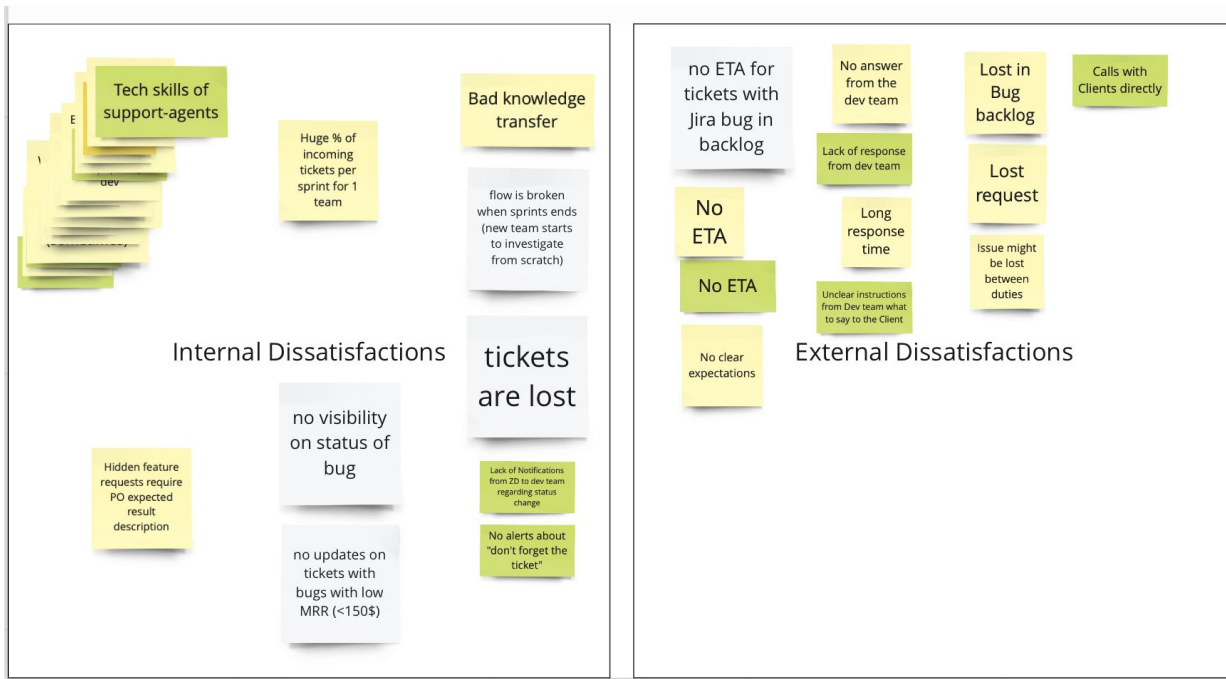 Tech skills of
support-agents
dev
Huge % of
incoming
tickets per
sprint for 1
team
Bad knowledge
transfer
flow is broken
when sprints ends
(new team starts
to investigate
from scratch)
Internal Dissatisfactions
tickets
are lost
no visibility
on status of
bug
Lack of Notifications
from ZD to dev team
regarding status
change
Hidden feature
requests require
PO expected
result
description
No alerts about
"don't forget the
ticket"
no updates on
tickets with
bugs with low
MRR (<150$)
no ETA for
tickets with
Jira bug in
backlog
No answer
from the
dev team
Lost in
Bug
backlog
Calls with
Clients directly
Lack of response
from dev team
Lost
request
No
ETA
Long
response
time
Issue might
be lost
between
duties
No ETA
Unclear instructions
from Dev team what
to say to the Client
No clear
expectations
External Dissatisfactions